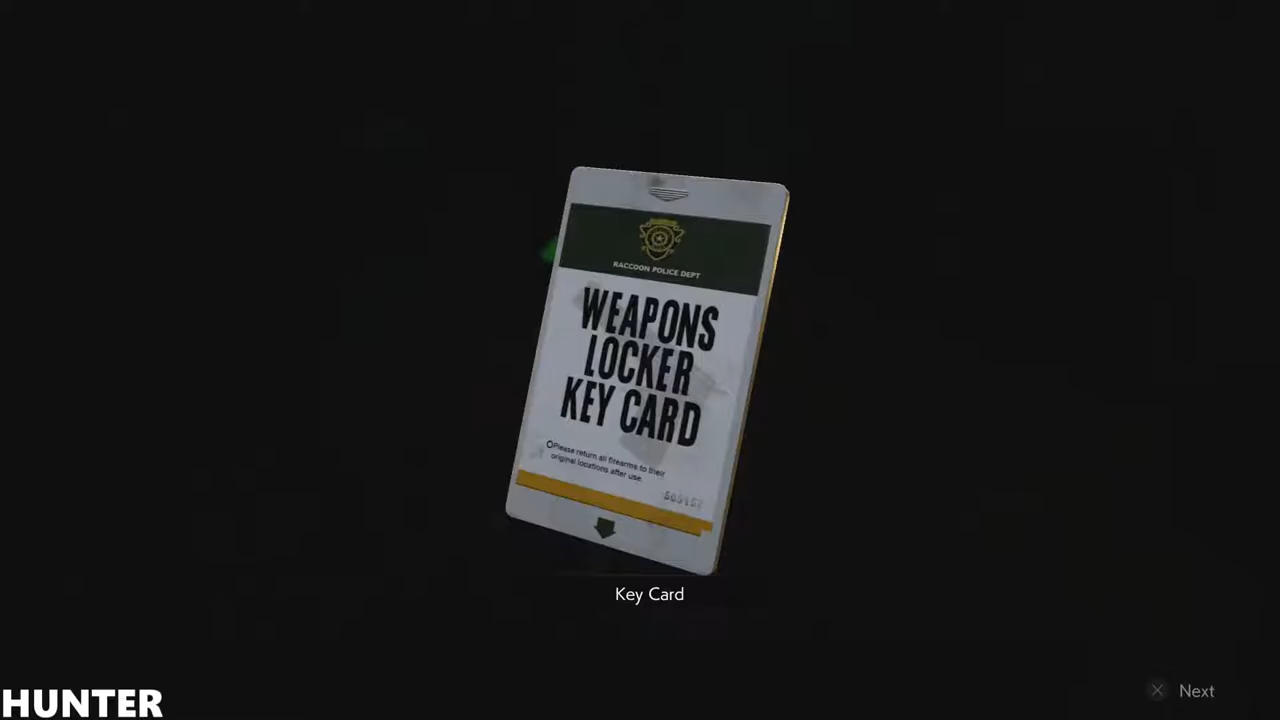 RACCOON POLICE DEPT
WEAPONS
LOCKER
KEY CARD
Please return all firearms to their
original locations after use.
Key Card
Next
HUNTER